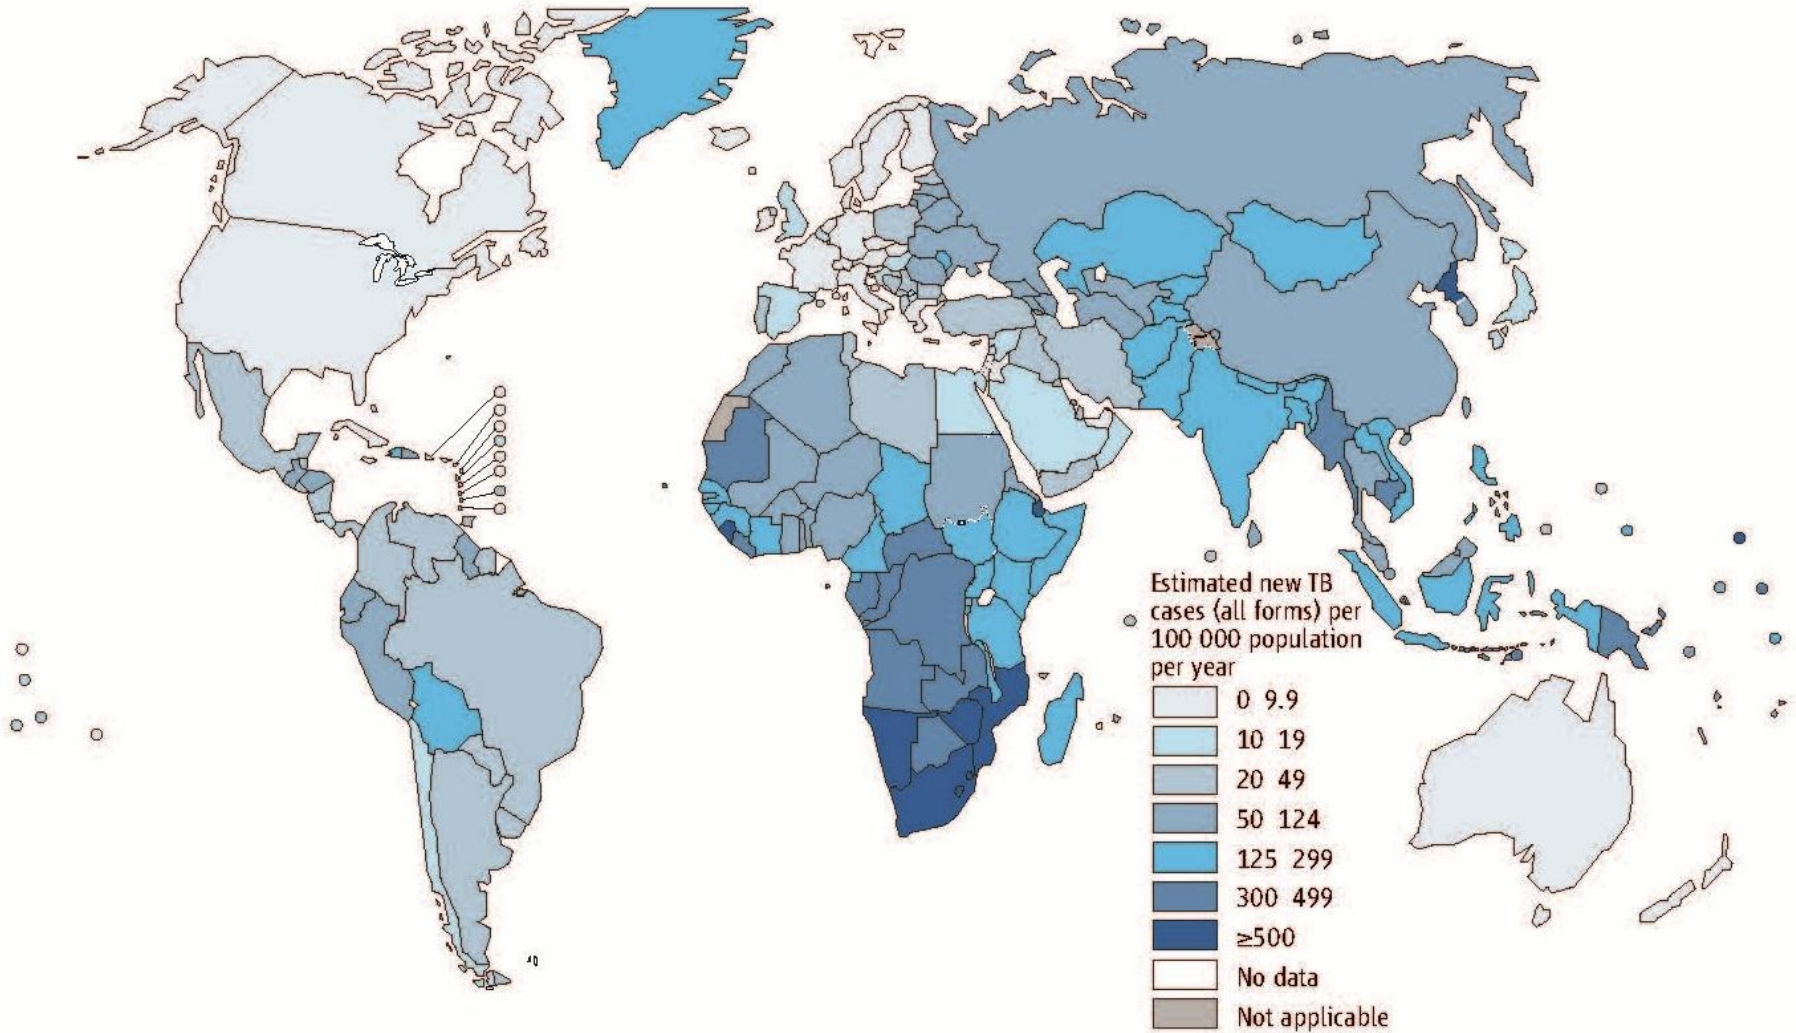 Estimated new TB
cases (all forms) per
100 000 population
per year
0 9.9
10 19
20 49
50 124
125 299
300 499
≥500
No data
Not applicable